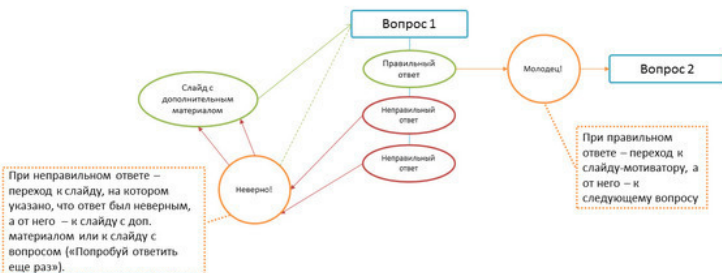 Вопрос 1
Правильный
ответ
Молодец!
Вопрос 2
Слайд с
дополнительным
материалом
Неправильный
ответ
Неправильный
ответ
Неверно!
При неправильном ответе –
переход к слайду, на котором
указано, что ответ был неверным,
а от него – к слайду с доп.
материалом или к слайду с
вопросом («Попробуй ответить
еще раз»).
При правильном
ответе – переход к
слайду-мотиватору, а
от него – к
следующему вопросу